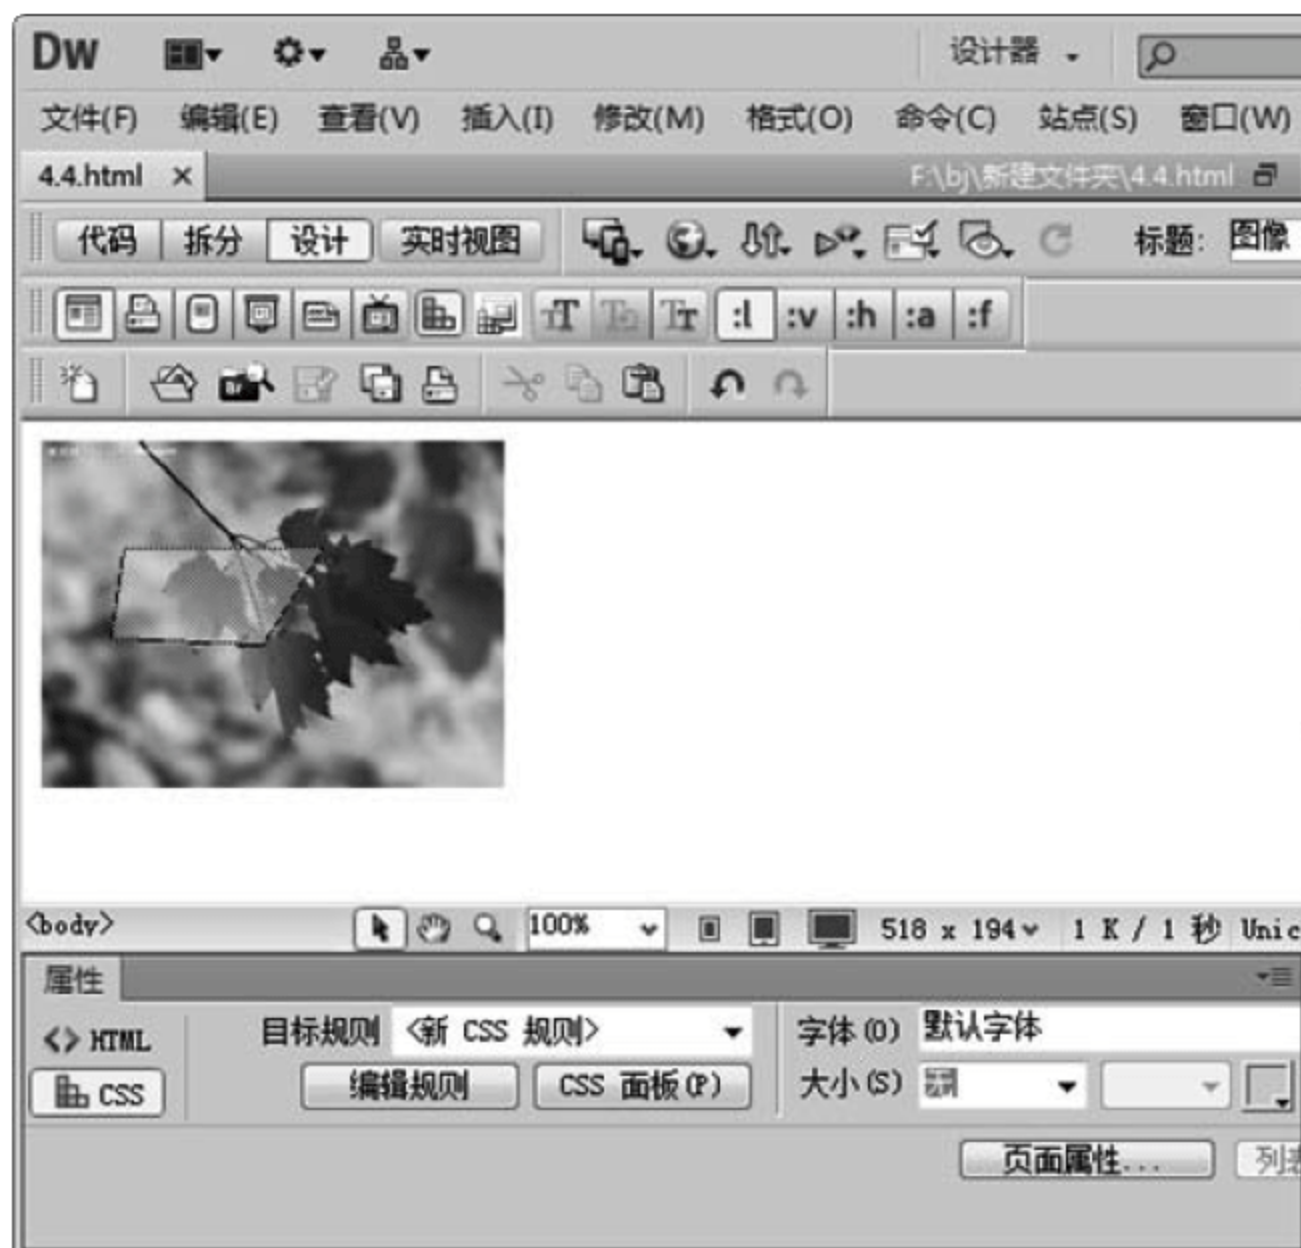 Dw 设计器
文件(F) 编辑(E) 查看(V) 插入(I) 修改(M) 格式(O) 命令(C) 站点(S) 窗口(W)
4.4.html × F:\bj\新建文件夹\4.4.html
代码 拆分 设计 实时视图 标题: 图像
:l :v :h :a :f
Br
<body> 100% 518 x 194 1 K / 1 秒 Unic
属性
<> HTML 目标规则 <新 CSS 规则> 字体(O) 默认字体
CSS 编辑规则 CSS 面板(P) 大小(S)
页面属性... 列表